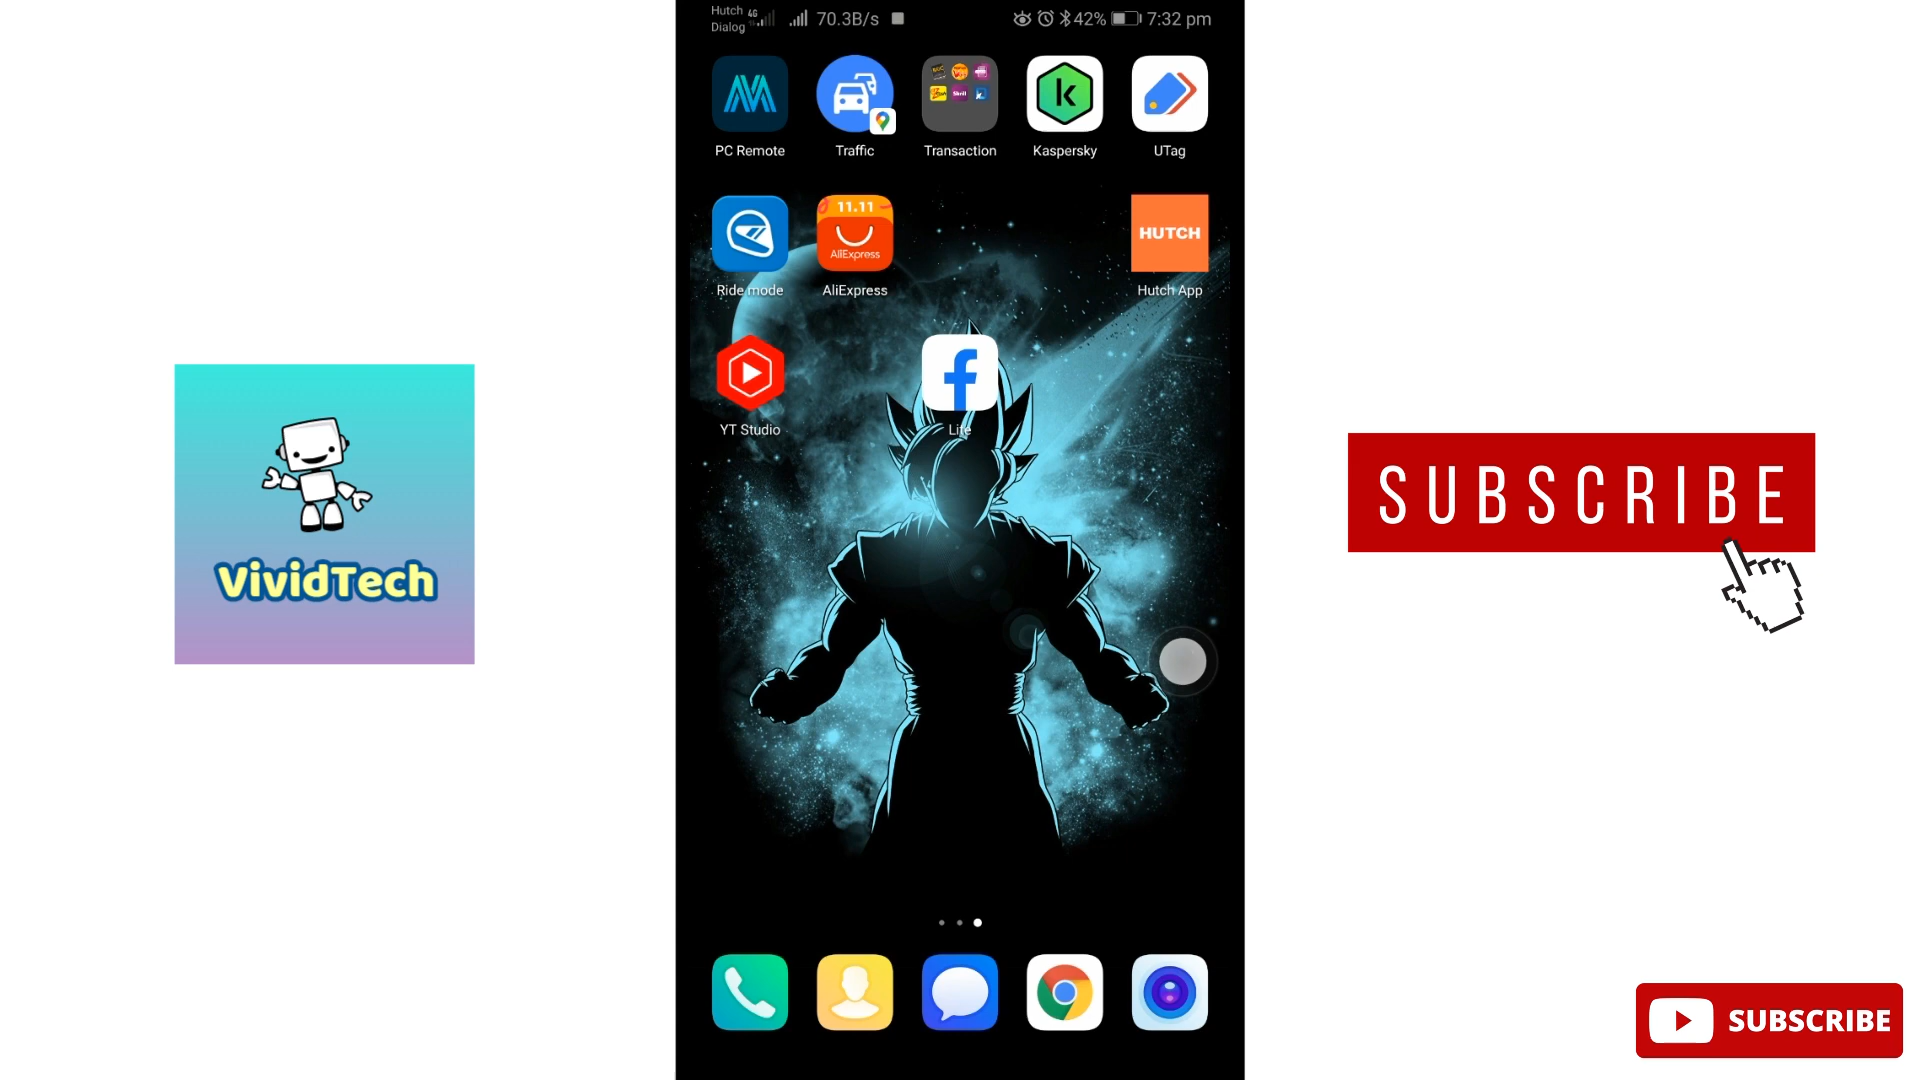 Hutch 4G
Dialog
70.3B/s
42%
7:32 pm
PC Remote
Traffic
Transaction
k
Kaspersky
UTag
Ride mode
11.11
AliExpress
AliExpress
HUTCH
Hutch App
YT Studio
f
Lite
VividTech
SUBSCRIBE
SUBSCRIBE